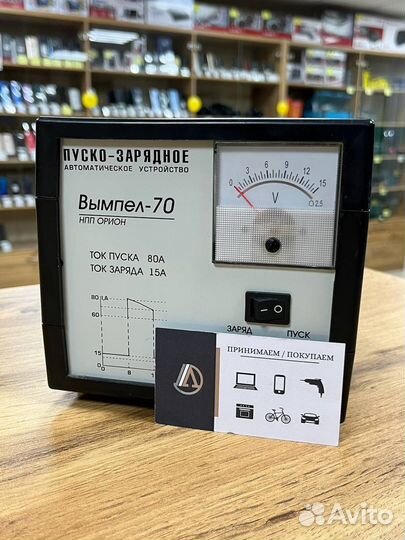 ПУСКО-ЗАРЯДНОЕ
АВТОМАТИЧЕСКОЕ УСТРОЙСТВО
Вымпел-70
НПП ОРИОН
ТОК ПУСКА 80А
ТОК ЗАРЯДА 15А
80 I,А
60
15
0 8
0 3 6 9 12 15
V
2.5
ЗАРЯД ПУСК
ПРИНИМАЕМ / ПОКУПАЕМ
Avito